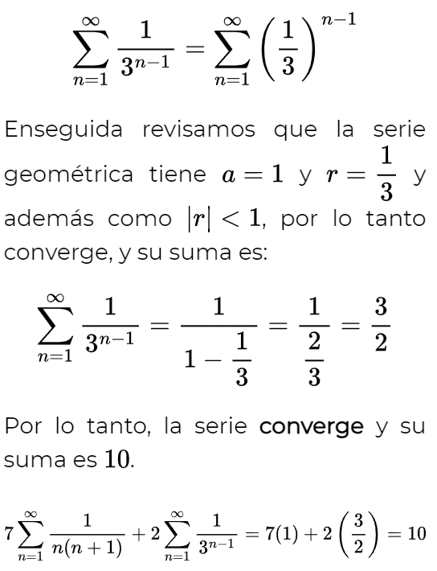 $$\sum_{n=1}^{\infty} \frac{1}{3^{n-1}} = \sum_{n=1}^{\infty} \left(\frac{1}{3}\right)^{n-1}$$
Enseguida revisamos que la serie
geométrica tiene $a = 1$ y $r = \frac{1}{3}$ y
además como $|r| < 1$, por lo tanto
converge, y su suma es:
$$\sum_{n=1}^{\infty} \frac{1}{3^{n-1}} = \frac{1}{1 - \frac{1}{3}} = \frac{1}{\frac{2}{3}} = \frac{3}{2}$$
Por lo tanto, la serie converge y su
suma es 10.
$$7\sum_{n=1}^{\infty} \frac{1}{n(n+1)} + 2\sum_{n=1}^{\infty} \frac{1}{3^{n-1}} = 7(1) + 2\left(\frac{3}{2}\right) = 10$$